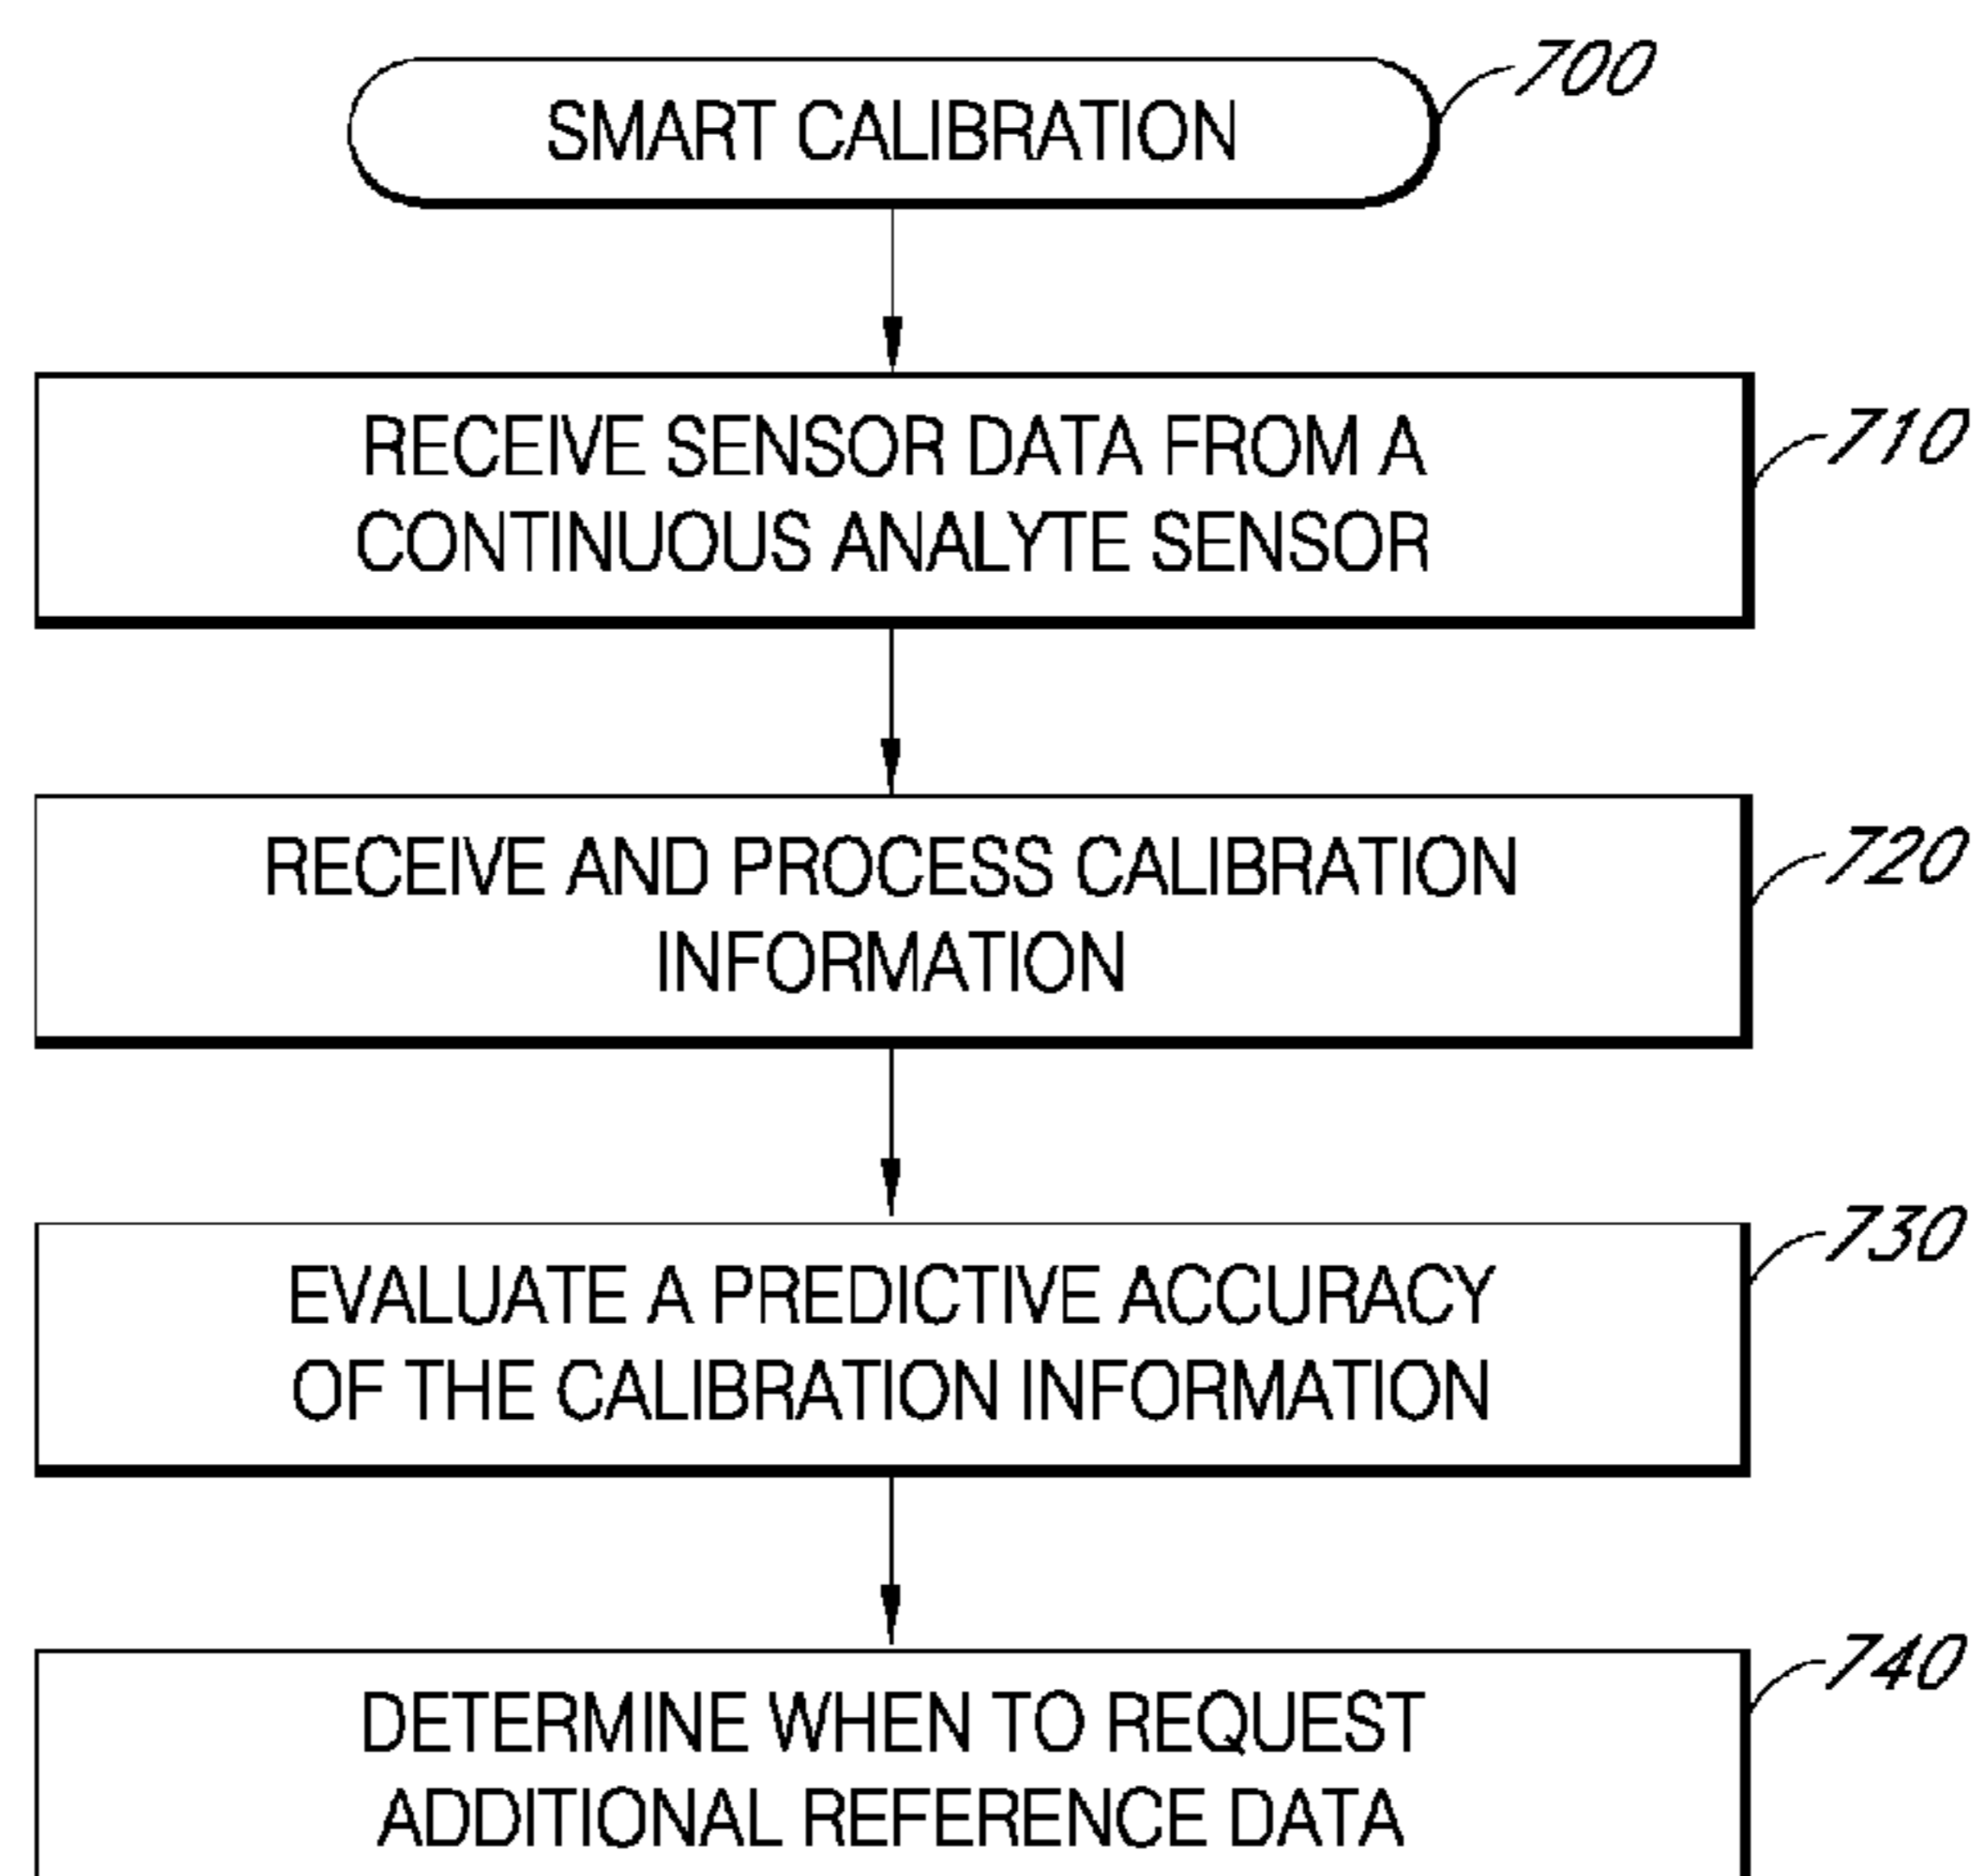 SMART CALIBRATION
700
RECEIVE SENSOR DATA FROM A
CONTINUOUS ANALYTE SENSOR
710
RECEIVE AND PROCESS CALIBRATION
INFORMATION
720
EVALUATE A PREDICTIVE ACCURACY
OF THE CALIBRATION INFORMATION
730
DETERMINE WHEN TO REQUEST
ADDITIONAL REFERENCE DATA
740